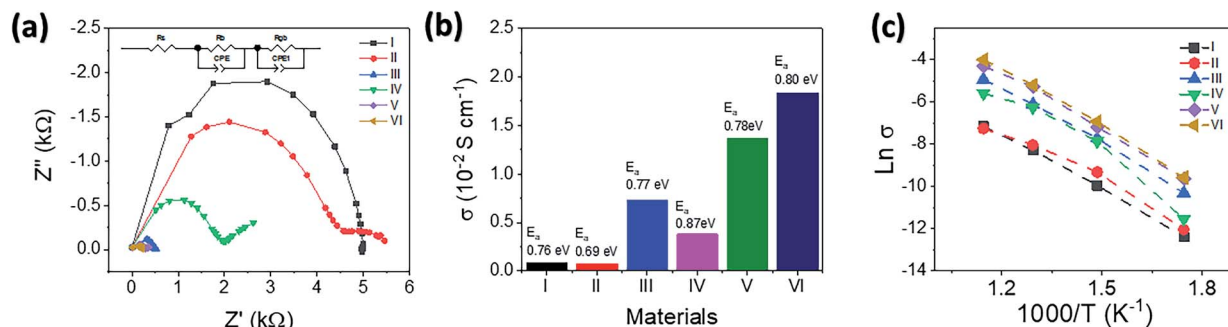 (a)
-2.5
-2.0
-1.5
-1.0
-0.5
0.0
Z'' (kΩ)
Rs
Rb
Rgb
CPE
CPE1
I
II
III
IV
V
VI
0
1
2
3
4
5
6
Z' (kΩ)
(b)
2.5
2.0
1.5
1.0
0.5
0.0
σ (10⁻² S cm⁻¹)
Eₐ
0.76 eV
Eₐ
0.69 eV
Eₐ
0.77 eV
Eₐ
0.87eV
Eₐ
0.78eV
Eₐ
0.80 eV
I
II
III
IV
V
VI
Materials
(c)
-4
-6
-8
-10
-12
-14
Ln σ
I
II
III
IV
V
VI
1.2
1.5
1.8
1000/T (K⁻¹)